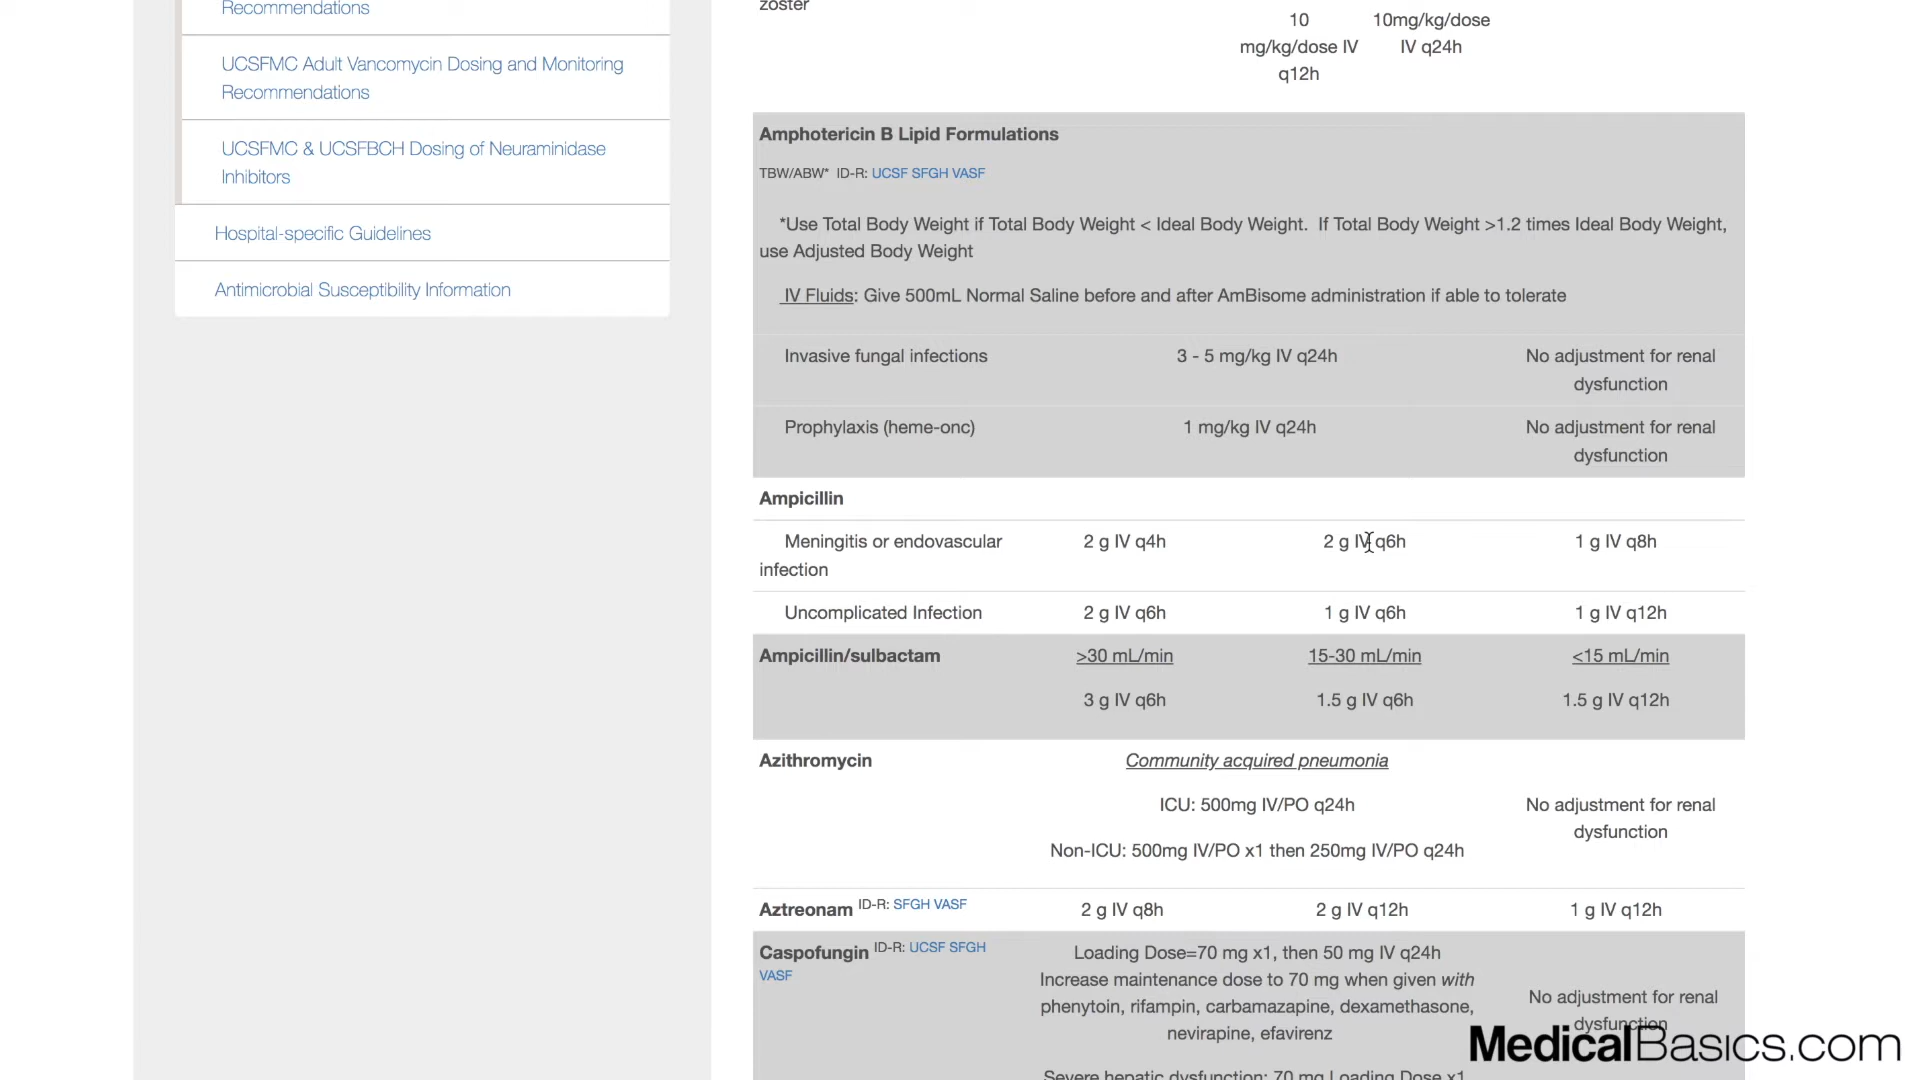 Recommendations
UCSFMC Adult Vancomycin Dosing and Monitoring
Recommendations
UCSFMC & UCSFBCH Dosing of Neuraminidase
Inhibitors
Hospital-specific Guidelines
Antimicrobial Susceptibility Information
zoster
10 10mg/kg/dose
mg/kg/dose IV IV q24h
q12h
Amphotericin B Lipid Formulations
TBW/ABW* ID-R: UCSF SFGH VASF
*Use Total Body Weight if Total Body Weight < Ideal Body Weight. If Total Body Weight >1.2 times Ideal Body Weight,
use Adjusted Body Weight
IV Fluids: Give 500mL Normal Saline before and after AmBisome administration if able to tolerate
Invasive fungal infections 3 - 5 mg/kg IV q24h No adjustment for renal
dysfunction
Prophylaxis (heme-onc) 1 mg/kg IV q24h No adjustment for renal
dysfunction
Ampicillin
Meningitis or endovascular 2 g IV q4h 2 g IV q6h 1 g IV q8h
infection
Uncomplicated Infection 2 g IV q6h 1 g IV q6h 1 g IV q12h
Ampicillin/sulbactam >30 mL/min 15-30 mL/min <15 mL/min
3 g IV q6h 1.5 g IV q6h 1.5 g IV q12h
Azithromycin Community acquired pneumonia
ICU: 500mg IV/PO q24h No adjustment for renal
dysfunction
Non-ICU: 500mg IV/PO x1 then 250mg IV/PO q24h
Aztreonam ID-R: SFGH VASF 2 g IV q8h 2 g IV q12h 1 g IV q12h
Caspofungin ID-R: UCSF SFGH Loading Dose=70 mg x1, then 50 mg IV q24h
VASF Increase maintenance dose to 70 mg when given with
phenytoin, rifampin, carbamazapine, dexamethasone, No adjustment for renal
nevirapine, efavirenz dysfunction
Severe hepatic dysfunction: 70 mg Loading Dose x1
MedicalBasics.com